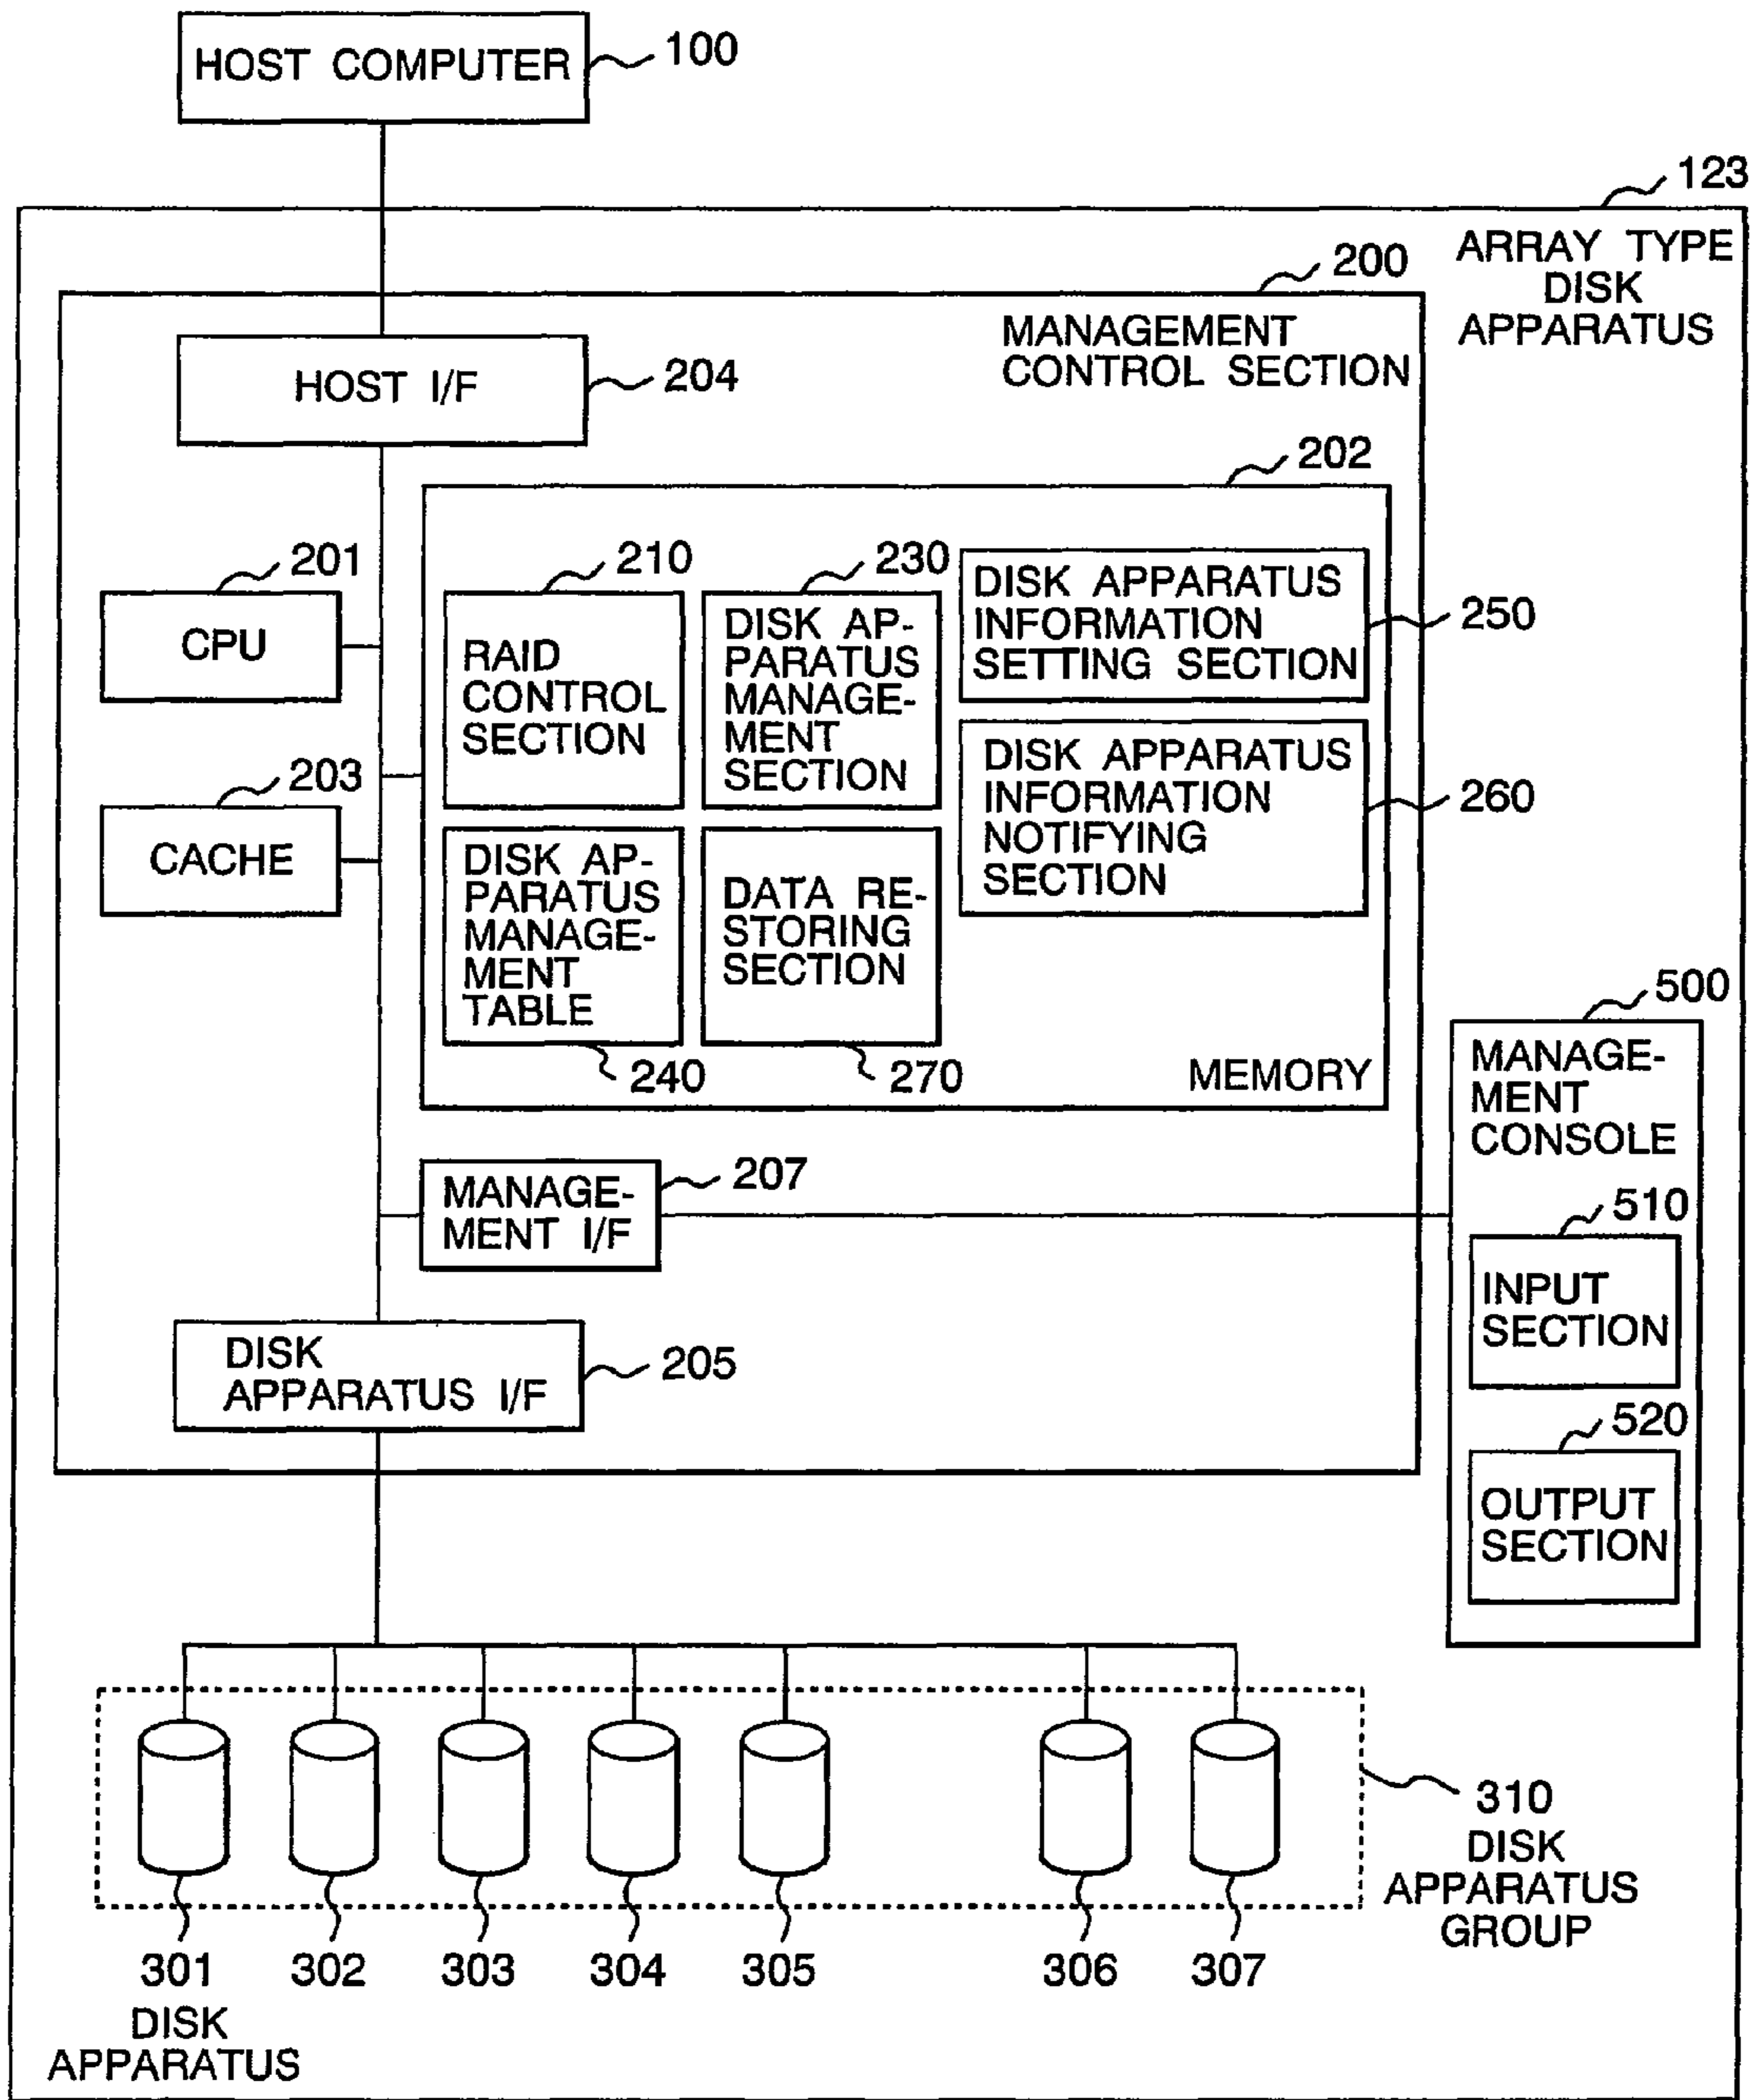 HOST COMPUTER
100
123
ARRAY TYPE
DISK
APPARATUS
200
MANAGEMENT
CONTROL SECTION
HOST I/F
204
202
201
CPU
203
CACHE
210
RAID
CONTROL
SECTION
230
DISK AP-
PARATUS
MANAGE-
MENT
SECTION
DISK APPARATUS
INFORMATION
SETTING SECTION
250
DISK APPARATUS
INFORMATION
NOTIFYING
SECTION
260
DISK AP-
PARATUS
MANAGE-
MENT
TABLE
240
DATA RE-
STORING
SECTION
270
MEMORY
500
MANAGE-
MENT
CONSOLE
MANAGE-
MENT I/F
207
510
INPUT
SECTION
DISK
APPARATUS I/F
205
520
OUTPUT
SECTION
310
DISK
APPARATUS
GROUP
301
302
303
304
305
306
307
DISK
APPARATUS